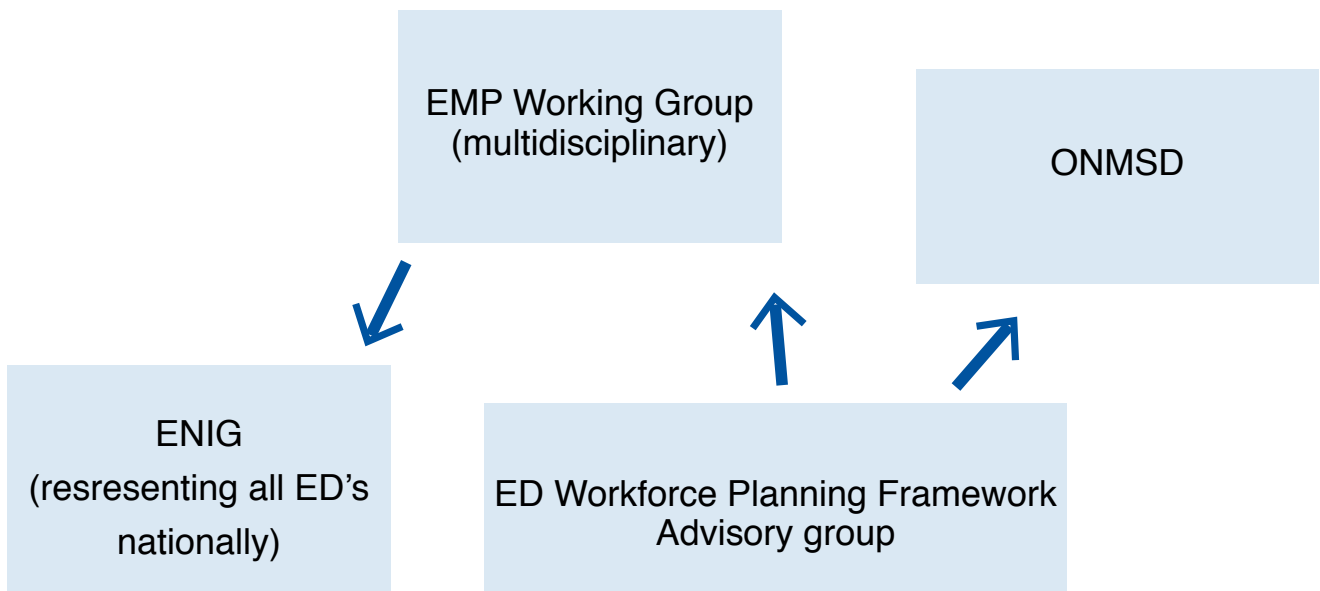 EMP Working Group
(multidisciplinary)
ONMSD
ENIG
(resresenting all ED's
nationally)
ED Workforce Planning Framework
Advisory group